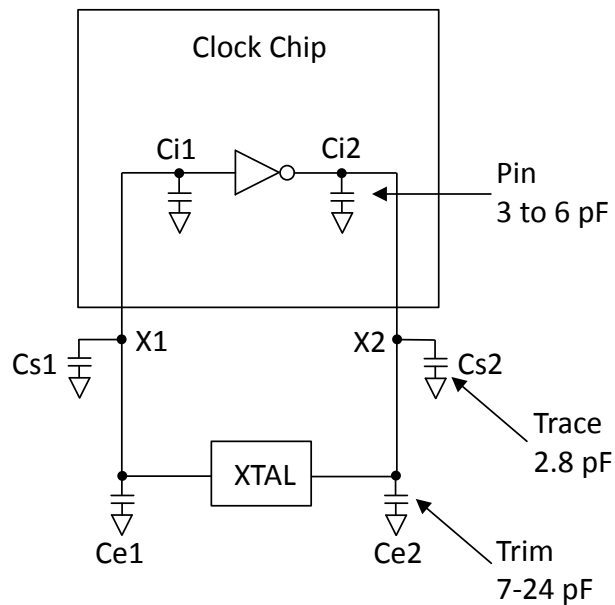 Clock Chip
Ci1
Ci2
Pin
3 to 6 pF
X1
X2
Cs1
Cs2
Trace
2.8 pF
XTAL
Ce1
Ce2
Trim
7-24 pF